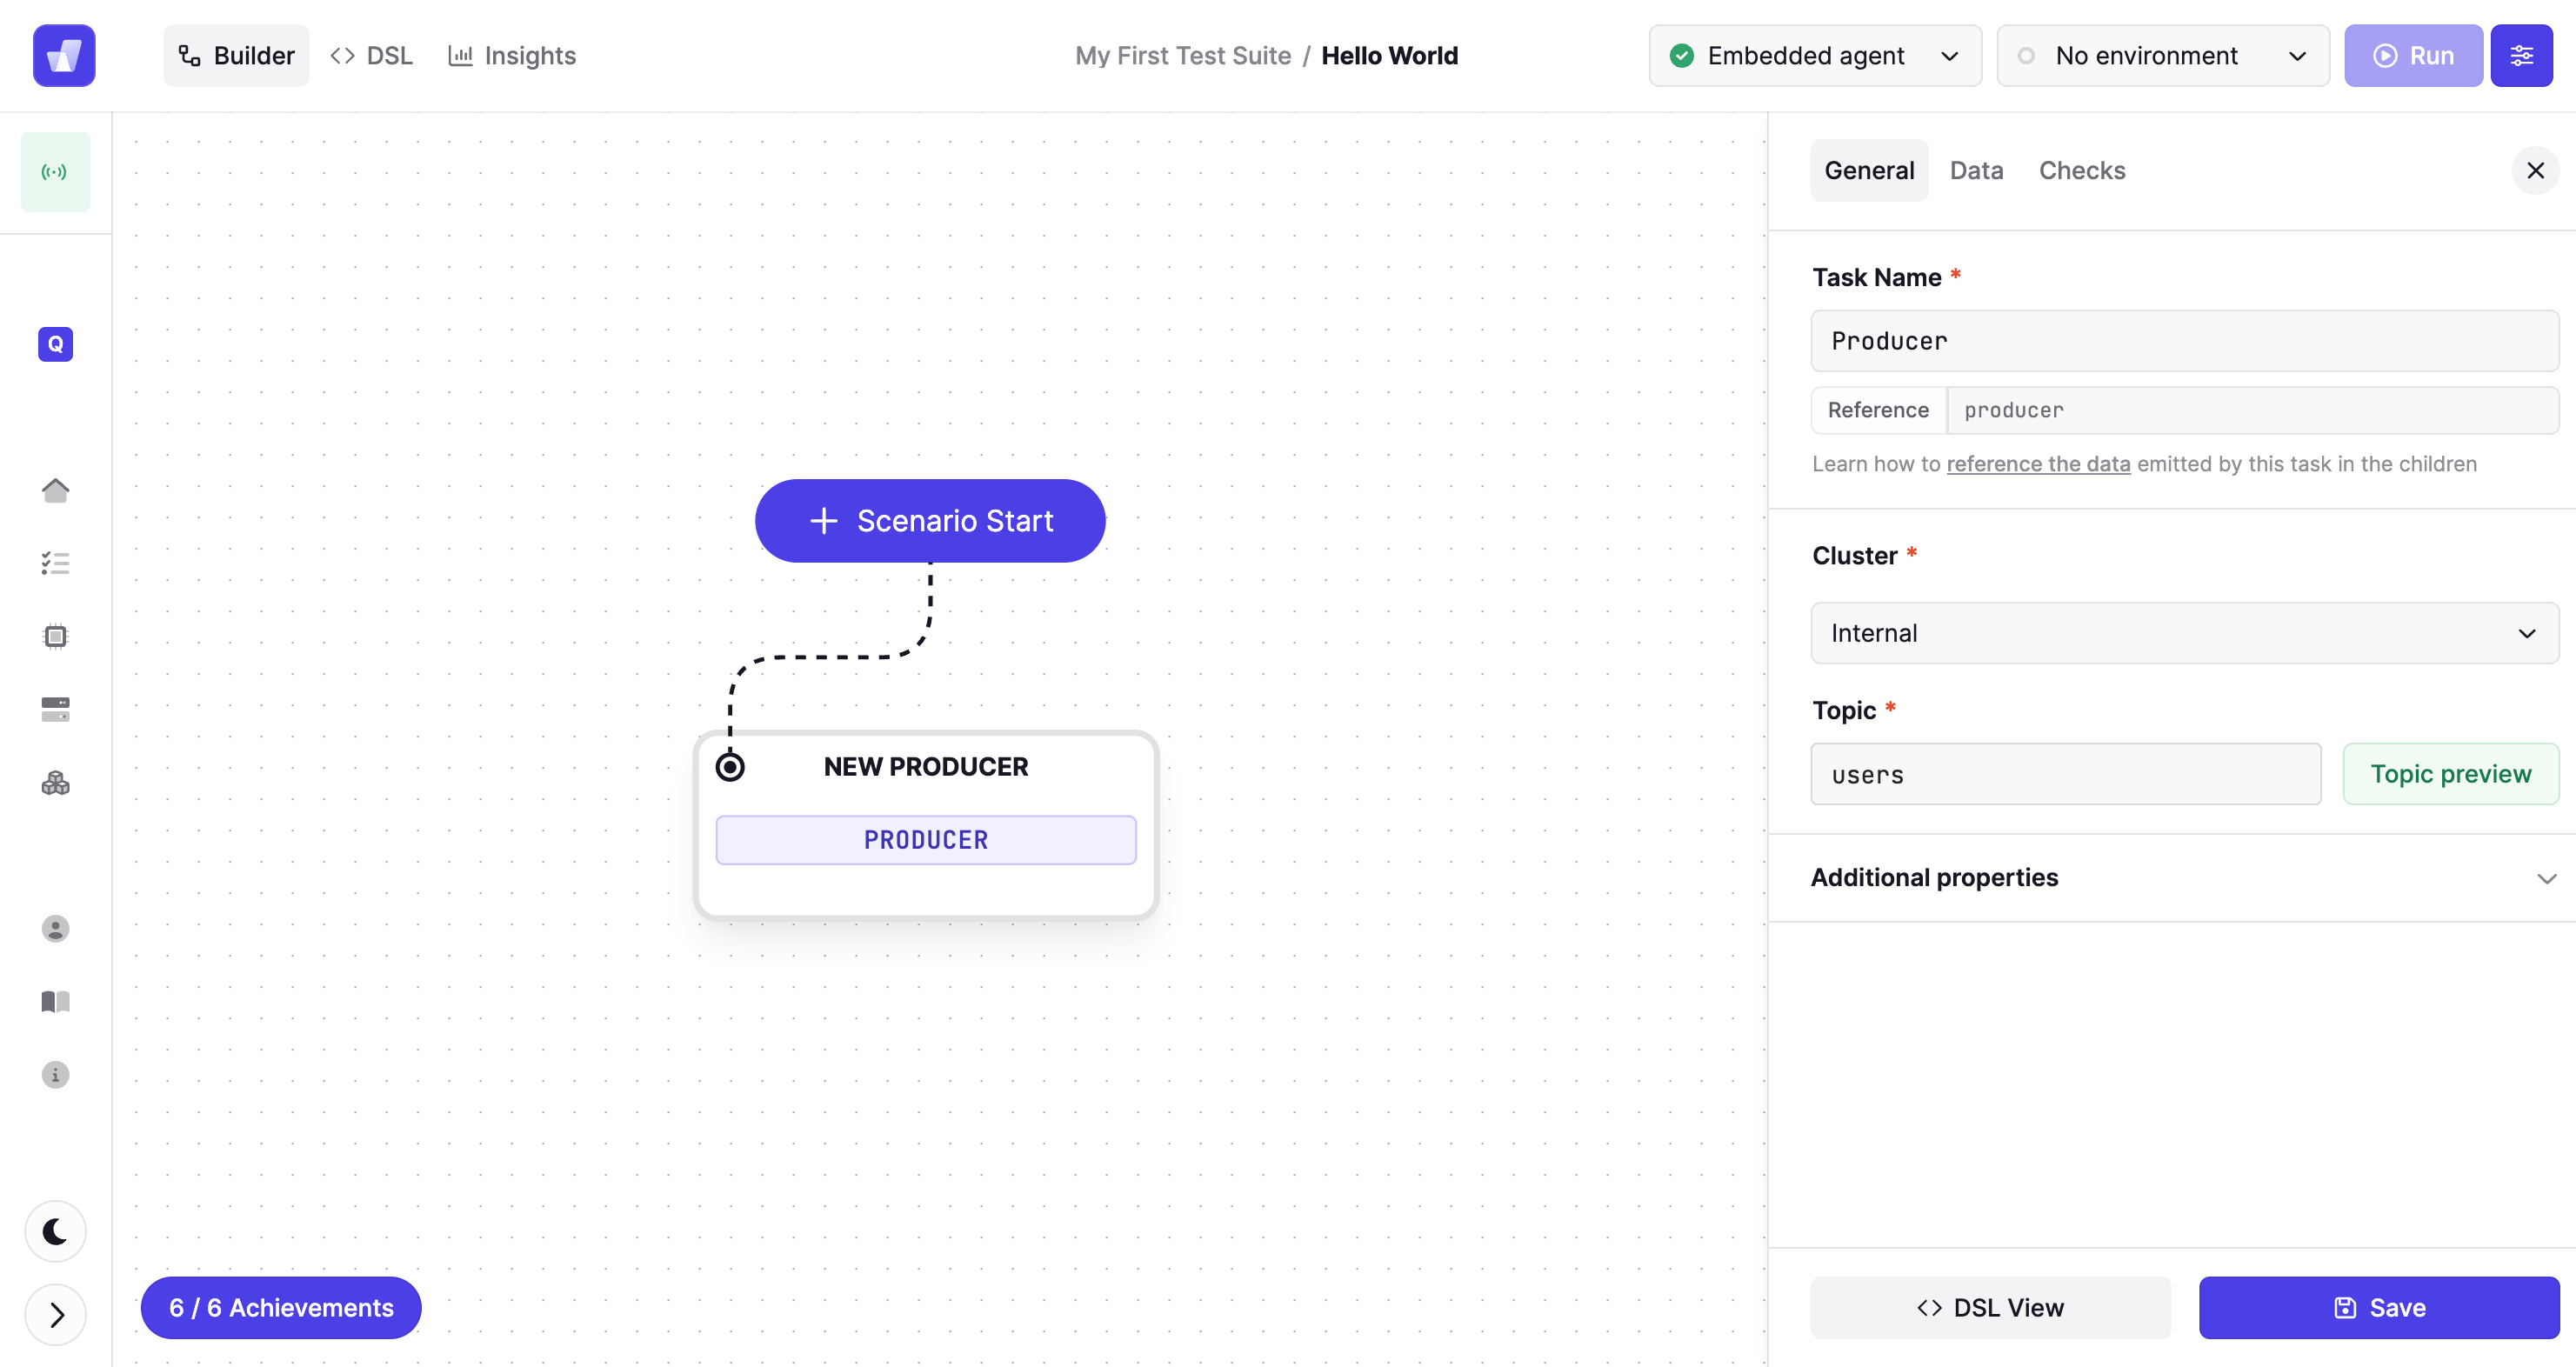 Builder
DSL
Insights
My First Test Suite / Hello World
Embedded agent
No environment
Run
Q
General
Data
Checks
Task Name *
Producer
Reference
producer
Learn how to reference the data emitted by this task in the children
Cluster *
Internal
Topic *
users
Topic preview
Additional properties
Scenario Start
NEW PRODUCER
PRODUCER
6 / 6 Achievements
DSL View
Save